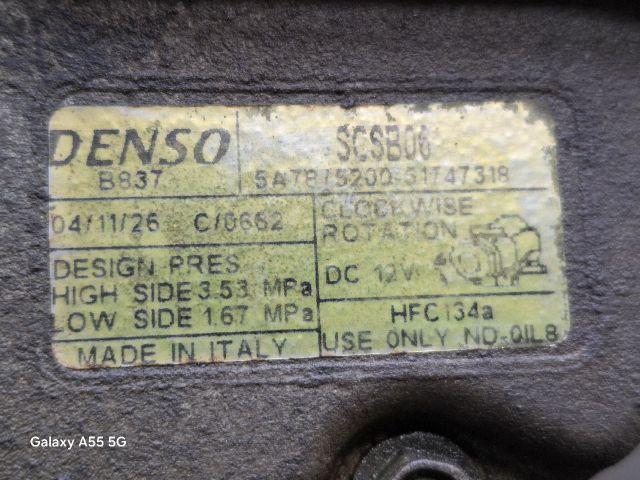 DENSO
SCSB06
B837
5A78/5200 51747318
04/11/26 C/0662
CLOCKWISE
ROTATION
DESIGN PRES
HIGH SIDE 3.53 MPa
LOW SIDE 1.67 MPa
DC 12V
HFC134a
MADE IN ITALY
USE ONLY ND-OIL8
Galaxy A55 5G